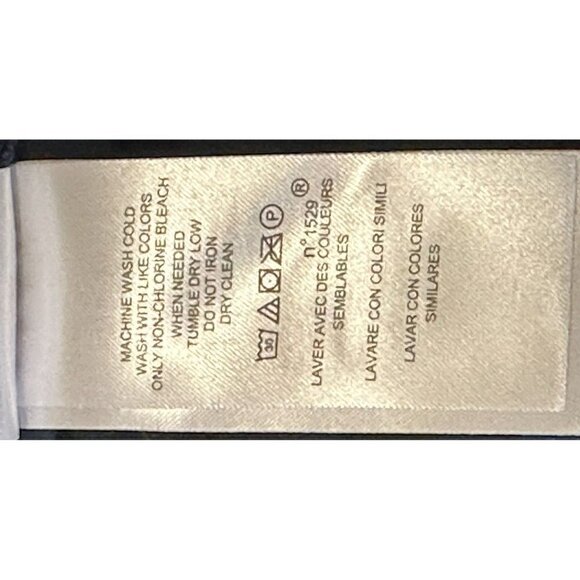 MACHINE WASH COLD
WASH WITH LIKE COLORS
ONLY NON-CHLORINE BLEACH
WHEN NEEDED
TUMBLE DRY LOW
DO NOT IRON
DRY CLEAN
30 P
®
n° 1529
LAVER AVEC DES COULEURS
SEMBLABLES
LAVARE CON COLORI SIMILI
LAVAR CON COLORES
SIMILARES